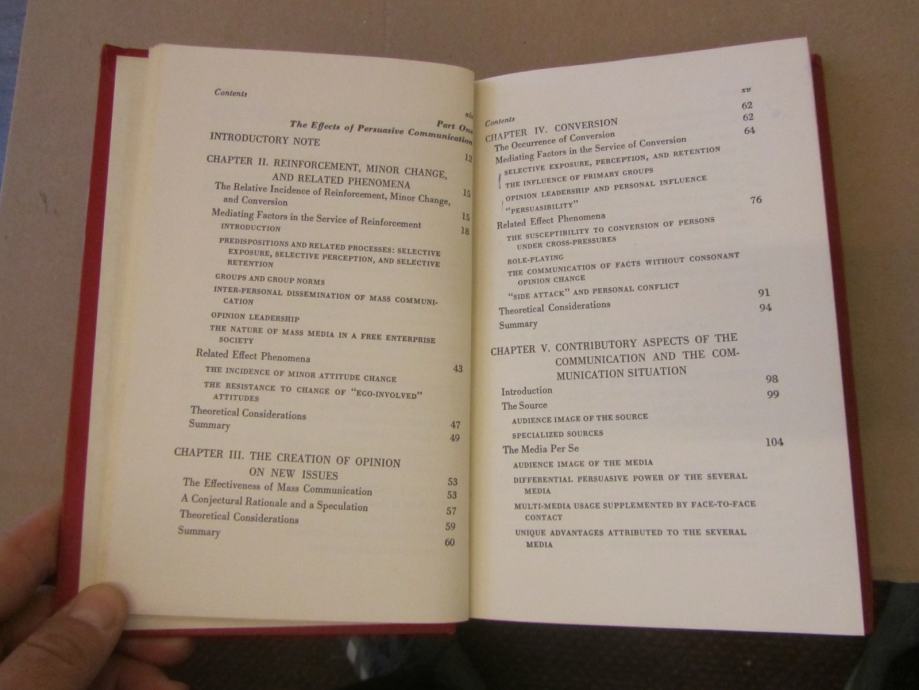 Contents
Part One
The Effects of Persuasive Communication
INTRODUCTORY NOTE 12
CHAPTER II. REINFORCEMENT, MINOR CHANGE,
AND RELATED PHENOMENA 15
The Relative Incidence of Reinforcement, Minor Change,
and Conversion 15
Mediating Factors in the Service of Reinforcement 18
INTRODUCTION
PREDISPOSITIONS AND RELATED PROCESSES: SELECTIVE
EXPOSURE, SELECTIVE PERCEPTION, AND SELECTIVE
RETENTION
GROUPS AND GROUP NORMS
INTER-PERSONAL DISSEMINATION OF MASS COMMUNI-
CATION
OPINION LEADERSHIP
THE NATURE OF MASS MEDIA IN A FREE ENTERPRISE
SOCIETY
Related Effect Phenomena 43
THE INCIDENCE OF MINOR ATTITUDE CHANGE
THE RESISTANCE TO CHANGE OF "EGO-INVOLVED"
ATTITUDES
Theoretical Considerations 47
Summary 49
CHAPTER III. THE CREATION OF OPINION
ON NEW ISSUES 53
The Effectiveness of Mass Communication 53
A Conjectural Rationale and a Speculation 57
Theoretical Considerations 59
Summary 60
Contents xv
CHAPTER IV. CONVERSION 62
The Occurrence of Conversion 62
Mediating Factors in the Service of Conversion 64
SELECTIVE EXPOSURE, PERCEPTION, AND RETENTION
THE INFLUENCE OF PRIMARY GROUPS
OPINION LEADERSHIP AND PERSONAL INFLUENCE
"PERSUASIBILITY"
Related Effect Phenomena 76
THE SUSCEPTIBILITY TO CONVERSION OF PERSONS
UNDER CROSS-PRESSURES
ROLE-PLAYING
THE COMMUNICATION OF FACTS WITHOUT CONSONANT
OPINION CHANGE
"SIDE ATTACK" AND PERSONAL CONFLICT
Theoretical Considerations 91
Summary 94
CHAPTER V. CONTRIBUTORY ASPECTS OF THE
COMMUNICATION AND THE COM-
MUNICATION SITUATION
Introduction 98
The Source 99
AUDIENCE IMAGE OF THE SOURCE
SPECIALIZED SOURCES
The Media Per Se 104
AUDIENCE IMAGE OF THE MEDIA
DIFFERENTIAL PERSUASIVE POWER OF THE SEVERAL
MEDIA
MULTI-MEDIA USAGE SUPPLEMENTED BY FACE-TO-FACE
CONTACT
UNIQUE ADVANTAGES ATTRIBUTED TO THE SEVERAL
MEDIA